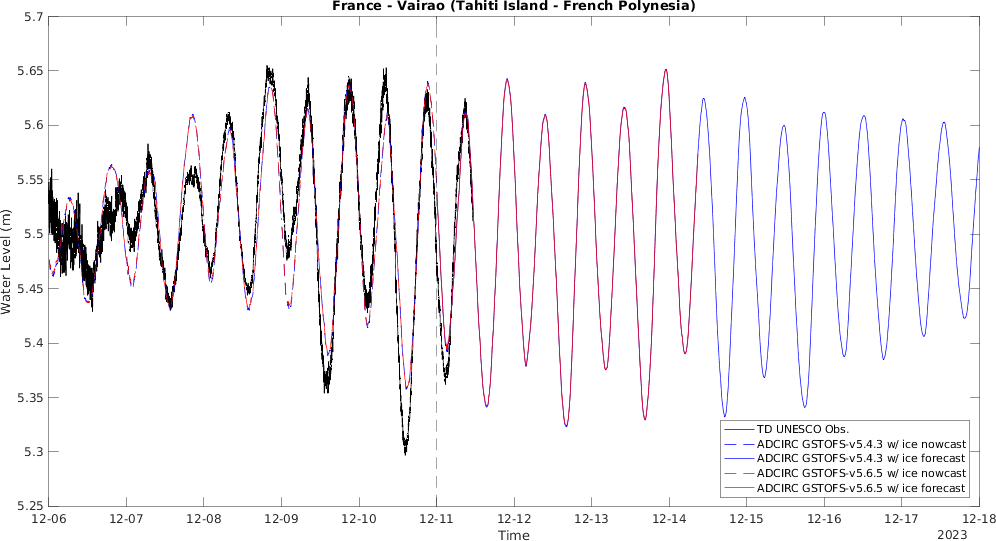 France - Vairao (Tahiti Island - French Polynesia)
5.7
5.65
5.6
5.55
5.5
5.45
5.4
5.35
5.3
5.25
Water Level (m)
TD UNESCO Obs.
ADCIRC GSTOFS-v5.4.3 w/ ice nowcast
ADCIRC GSTOFS-v5.4.3 w/ ice forecast
ADCIRC GSTOFS-v5.6.5 w/ ice nowcast
ADCIRC GSTOFS-v5.6.5 w/ ice forecast
12-06 12-07 12-08 12-09 12-10 12-11 12-12 12-13 12-14 12-15 12-16 12-17 12-18
Time 2023